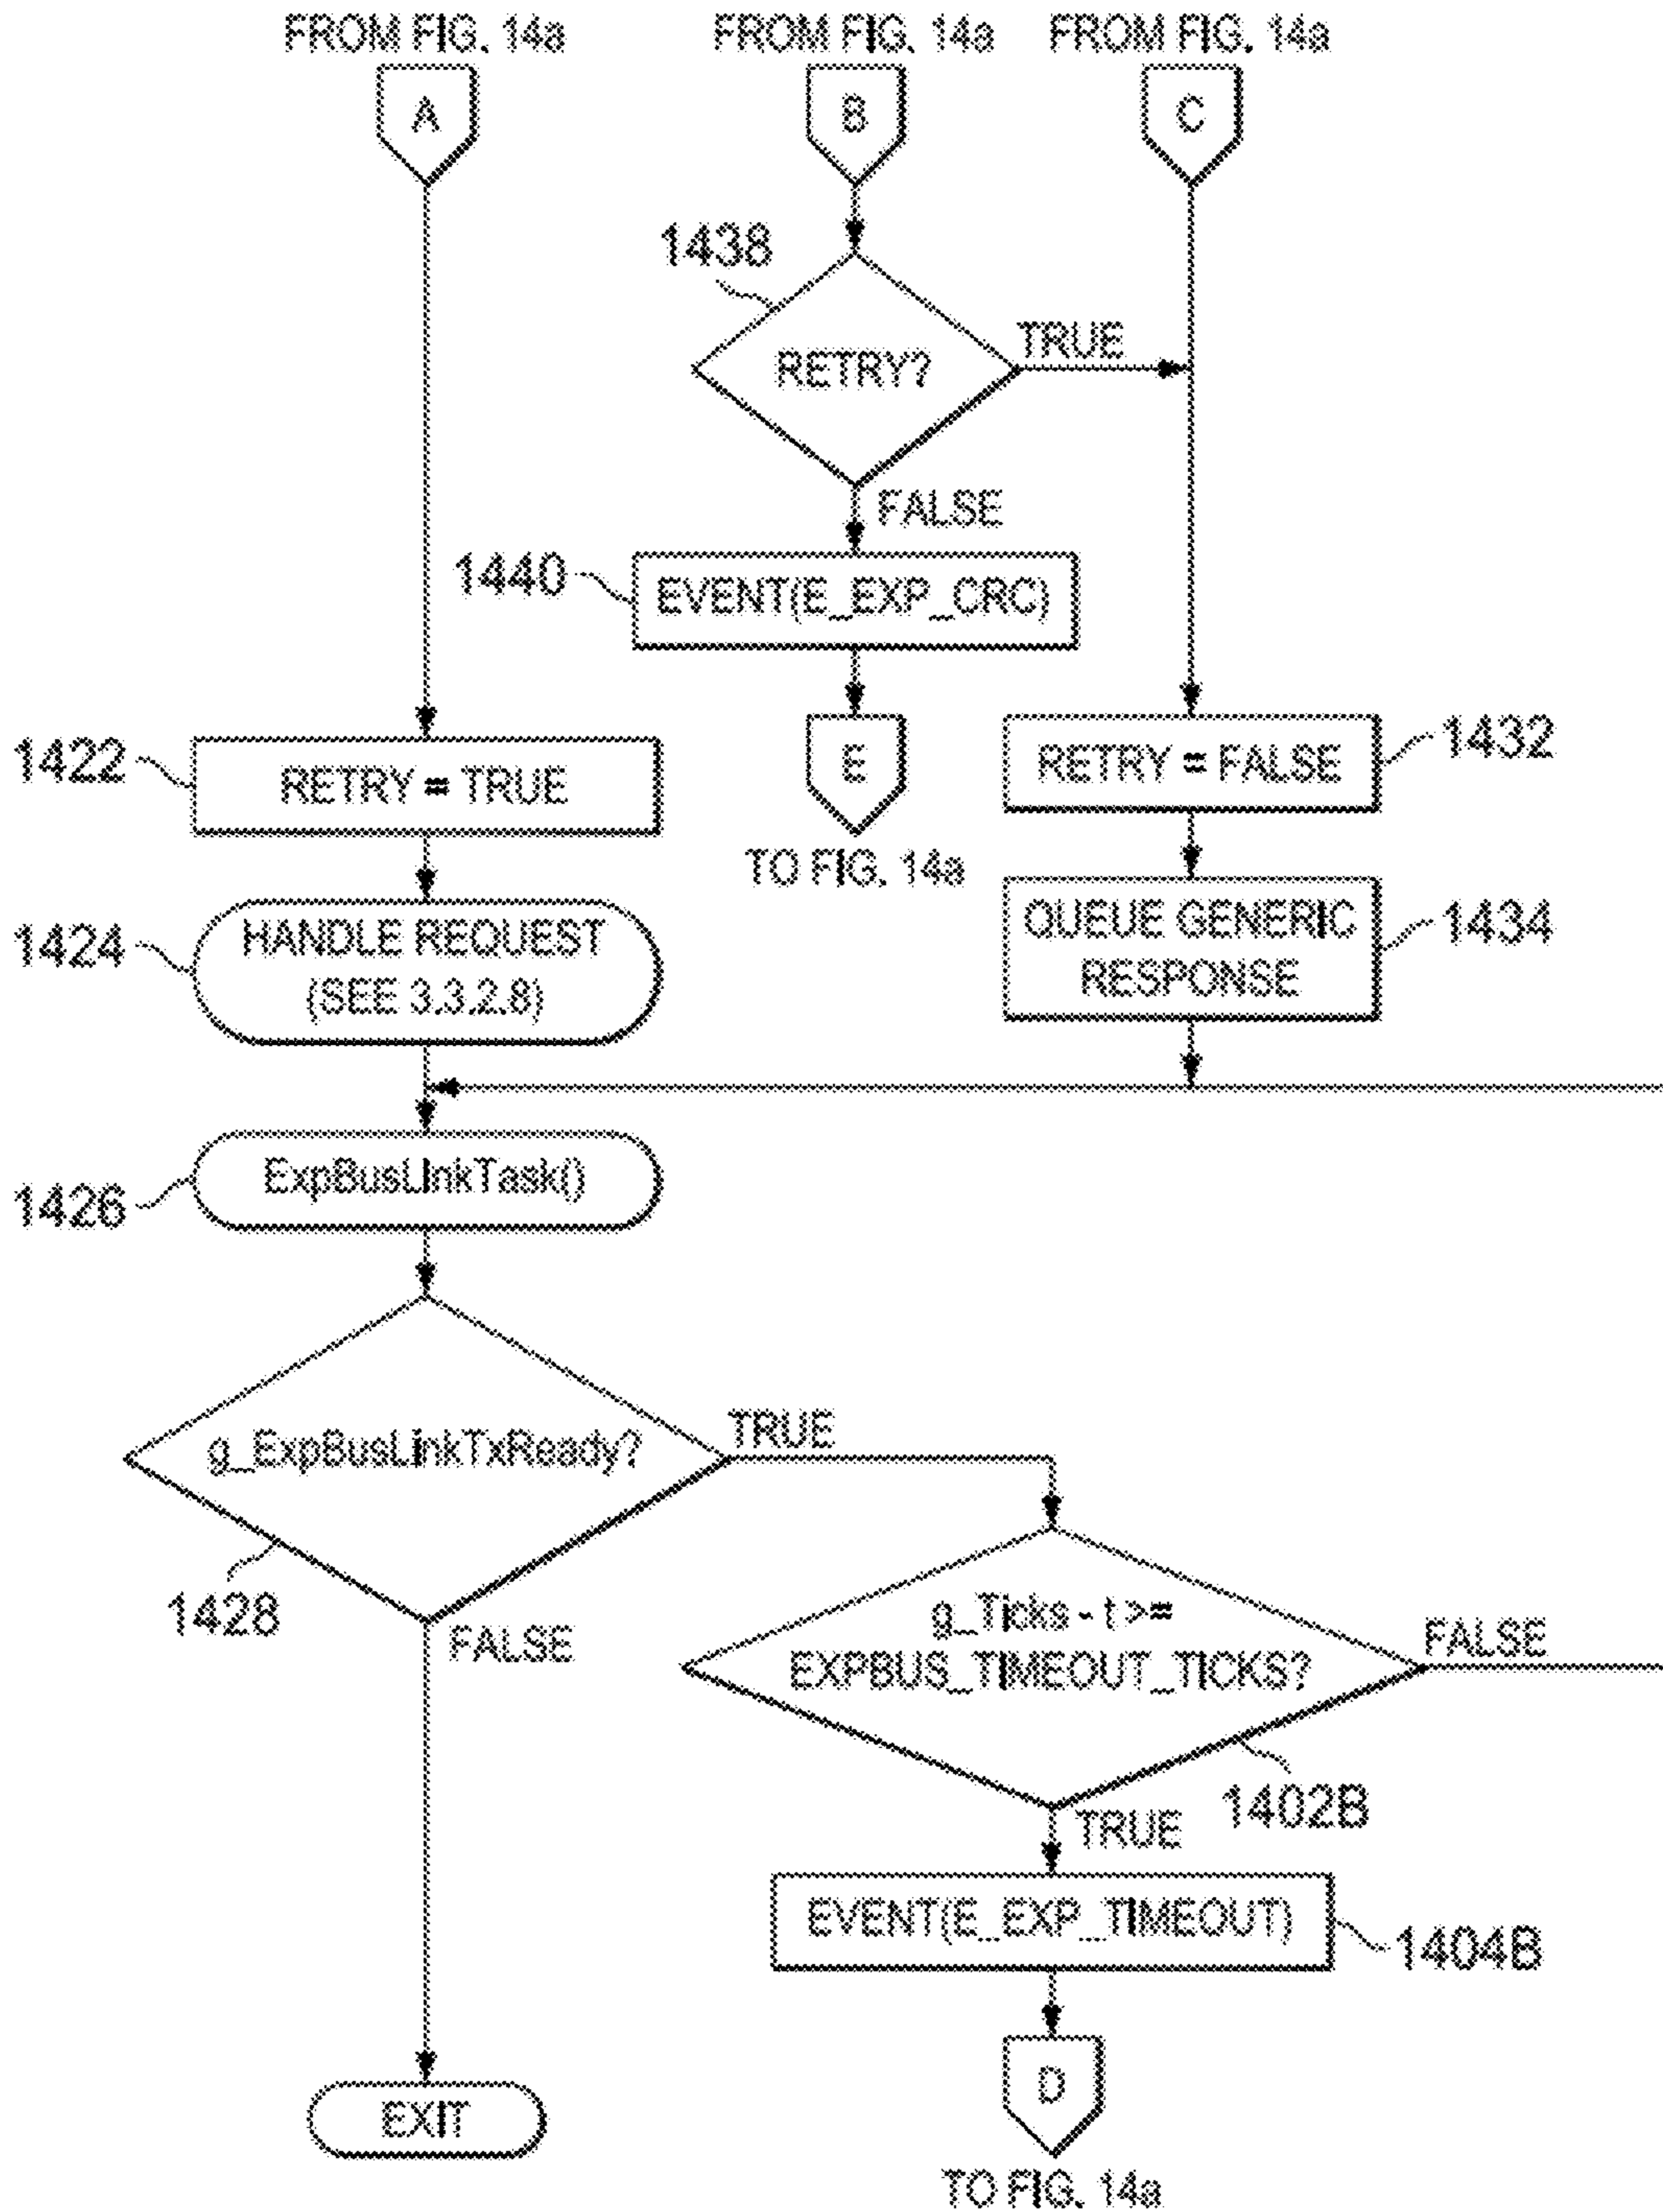 FROM FIG. 14a
FROM FIG. 14a
FROM FIG. 14a
A
B
C
1438
RETRY?
TRUE
FALSE
1440
EVENT(E_EXP_CRC)
E
TO FIG. 14a
1422
RETRY = TRUE
RETRY = FALSE
1432
1424
HANDLE REQUEST
(SEE 3.3.2.8)
QUEUE GENERIC
RESPONSE
1434
1426
ExpBusLinkTask()
g_ExpBusLinkTxReady?
TRUE
1428
FALSE
g_Ticks - t >=
EXPBUS_TIMEOUT_TICKS?
FALSE
1402B
TRUE
EVENT(E_EXP_TIMEOUT)
1404B
D
EXIT
TO FIG. 14a